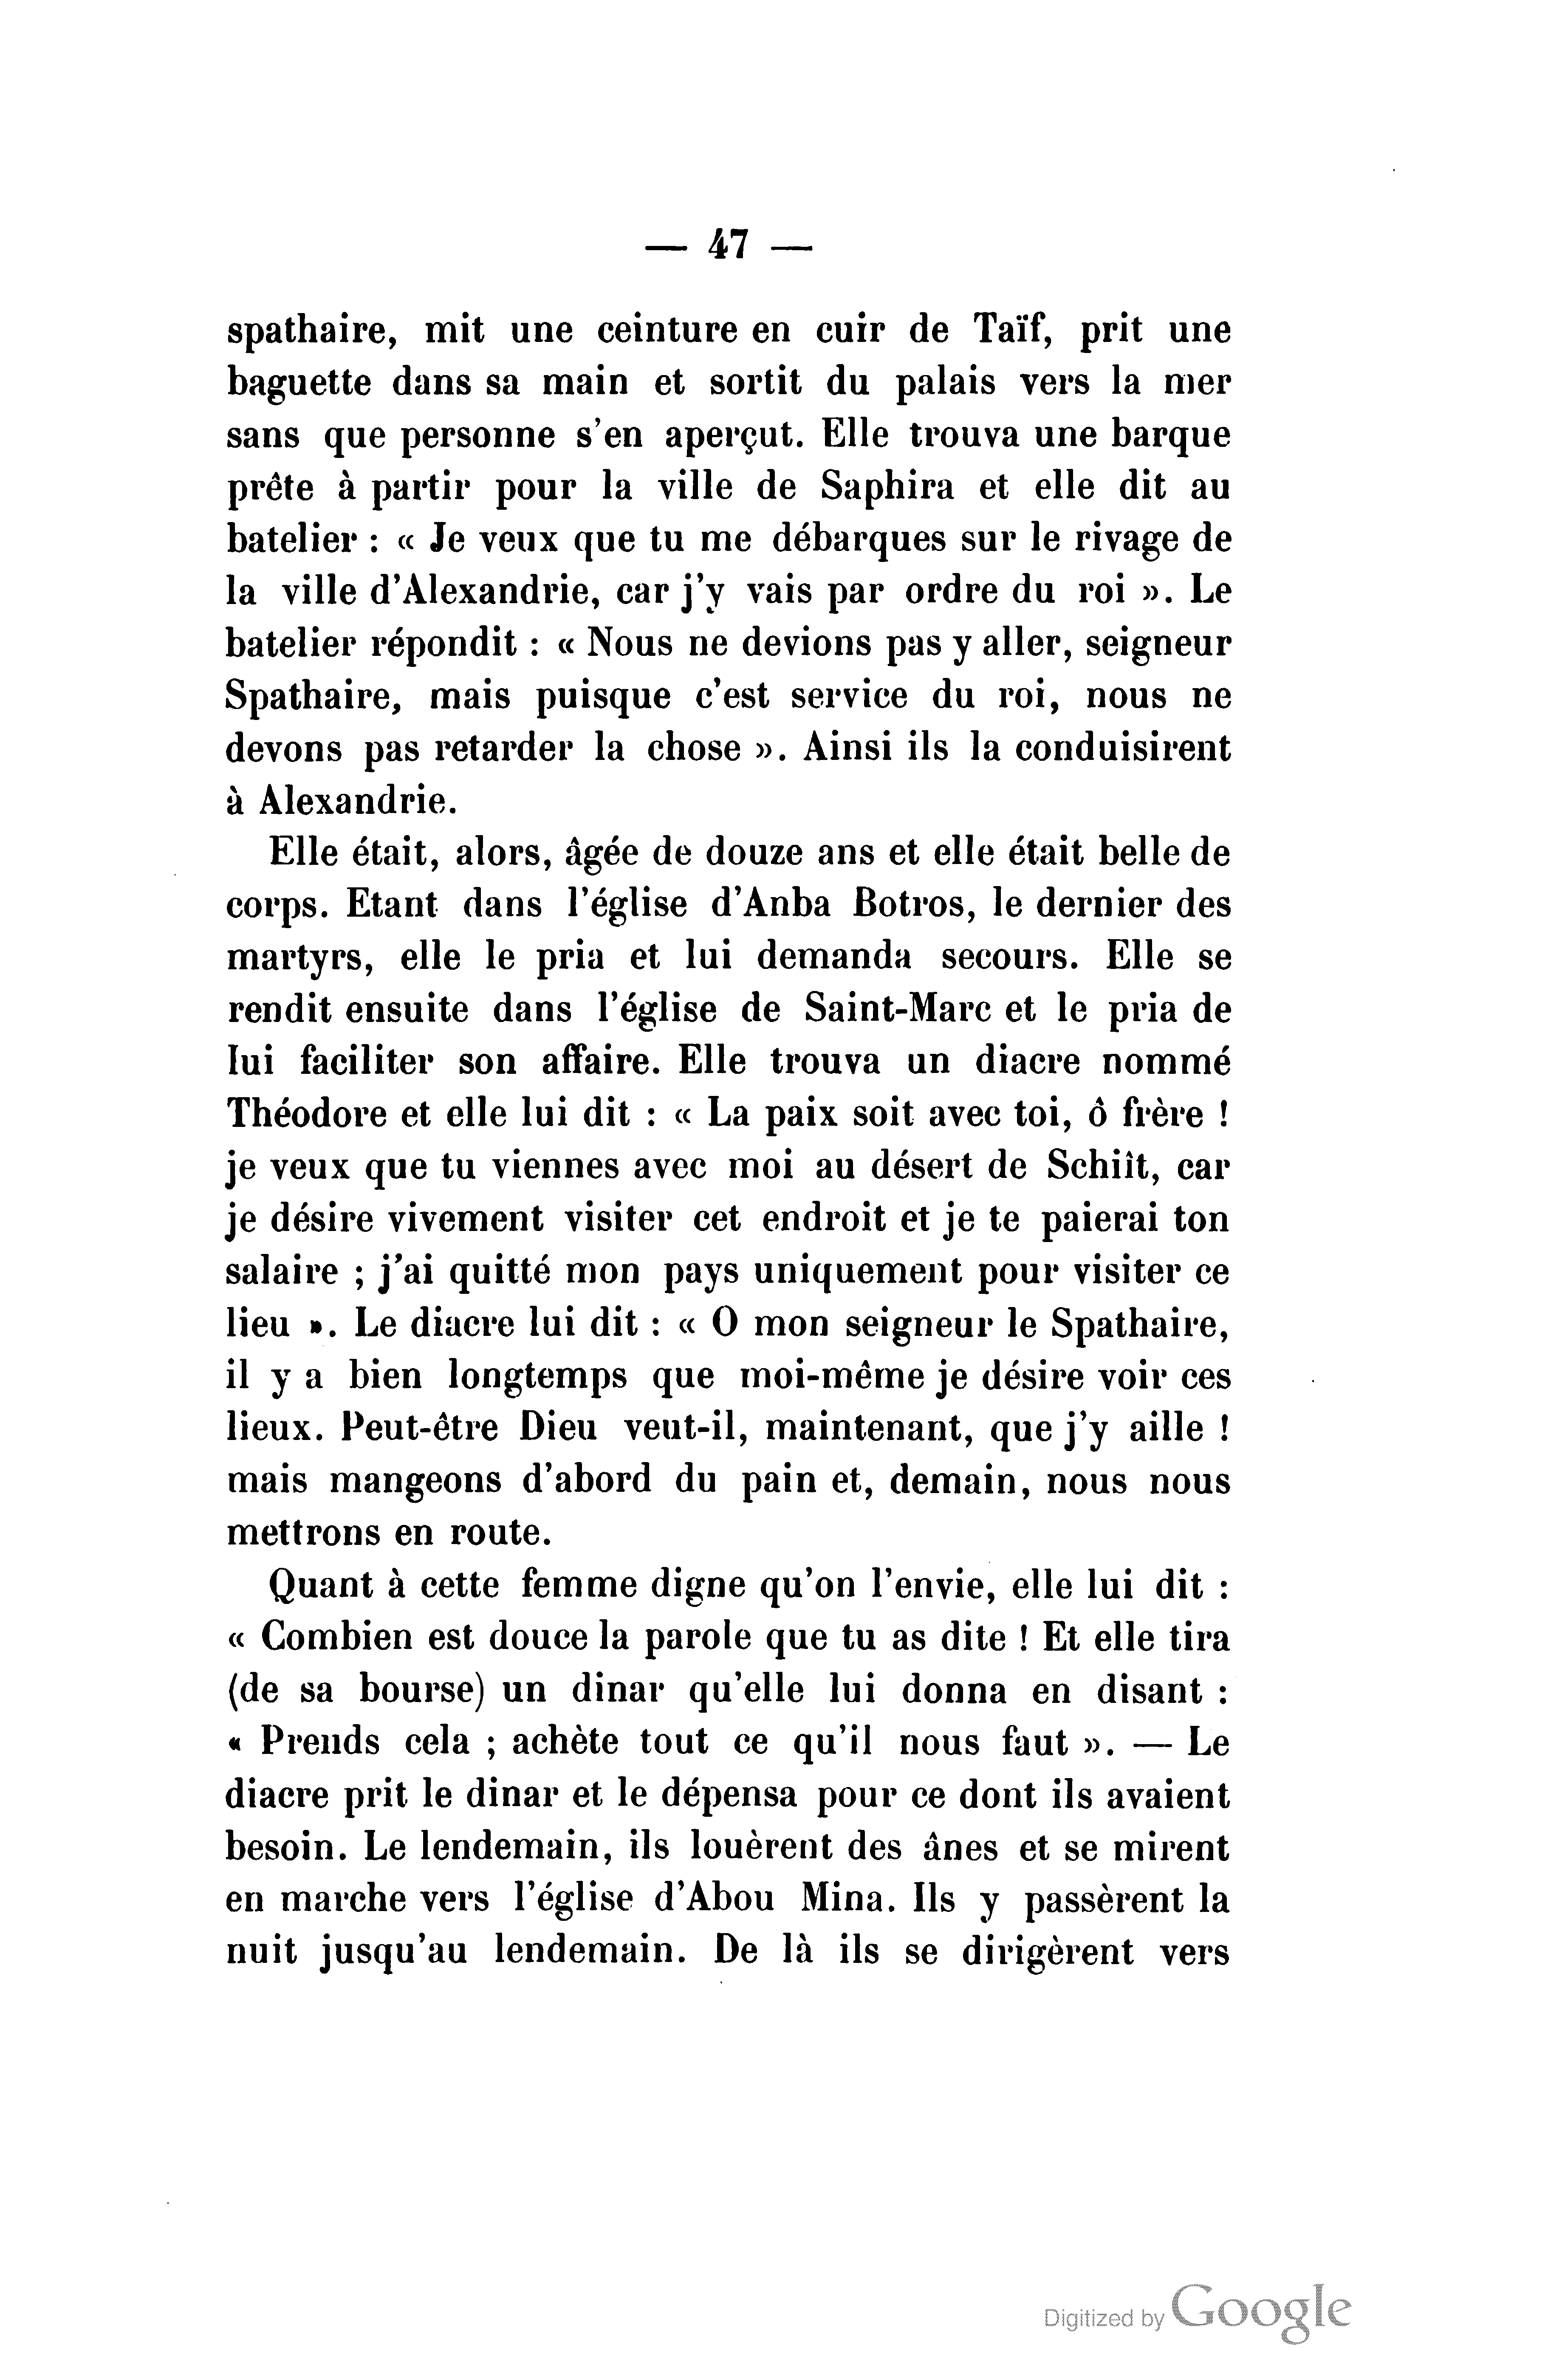 — 47 —
spathaire, mit une ceinture en cuir de Taïf, prit une
baguette dans sa main et sortit du palais vers la mer
sans que personne s'en aperçut. Elle trouva une barque
prête à partir pour la ville de Saphira et elle dit au
batelier : « Je veux que tu me débarques sur le rivage de
la ville d'Alexandrie, car j'y vais par ordre du roi ». Le
batelier répondit : « Nous ne devions pas y aller, seigneur
Spathaire, mais puisque c'est service du roi, nous ne
devons pas retarder la chose ». Ainsi ils la conduisirent
à Alexandrie.
Elle était, alors, âgée de douze ans et elle était belle de
corps. Etant dans l'église d'Anba Botros, le dernier des
martyrs, elle le pria et lui demanda secours. Elle se
rendit ensuite dans l'église de Saint-Marc et le pria de
lui faciliter son affaire. Elle trouva un diacre nommé
Théodore et elle lui dit : « La paix soit avec toi, ô frère !
je veux que tu viennes avec moi au désert de Schiît, car
je désire vivement visiter cet endroit et je te paierai ton
salaire ; j'ai quitté mon pays uniquement pour visiter ce
lieu ». Le diacre lui dit : « O mon seigneur le Spathaire,
il y a bien longtemps que moi-même je désire voir ces
lieux. Peut-être Dieu veut-il, maintenant, que j'y aille !
mais mangeons d'abord du pain et, demain, nous nous
mettrons en route.
Quant à cette femme digne qu'on l'envie, elle lui dit :
« Combien est douce la parole que tu as dite ! Et elle tira
(de sa bourse) un dinar qu'elle lui donna en disant :
« Prends cela ; achète tout ce qu'il nous faut ». — Le
diacre prit le dinar et le dépensa pour ce dont ils avaient
besoin. Le lendemain, ils louèrent des ânes et se mirent
en marche vers l'église d'Abou Mina. Ils y passèrent la
nuit jusqu'au lendemain. De là ils se dirigèrent vers
Digitized by Google